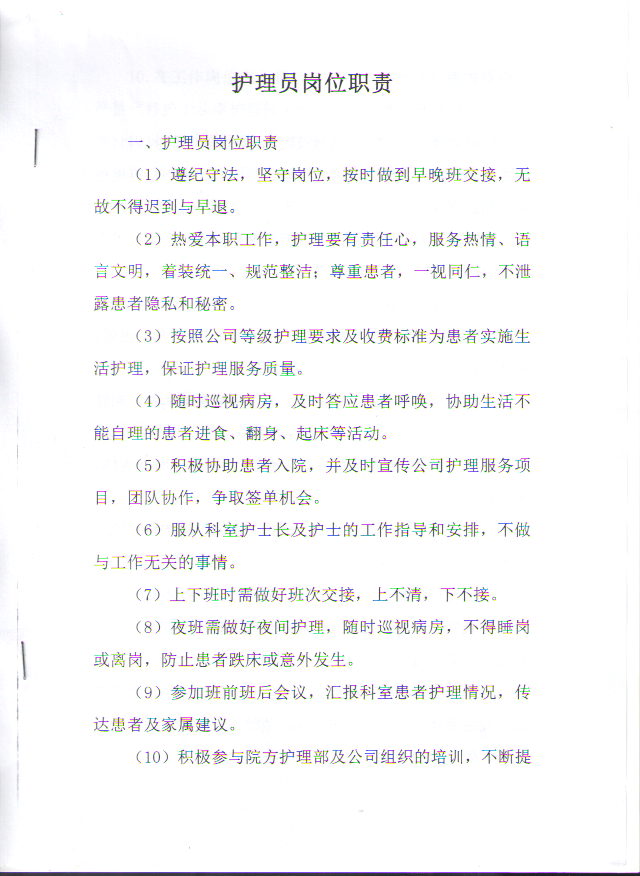 护理员岗位职责
一、护理员岗位职责
（1）遵纪守法，坚守岗位，按时做到早晚班交接，无
故不得迟到与早退。
（2）热爱本职工作，护理要有责任心，服务热情、语
言文明，着装统一、规范整洁；尊重患者，一视同仁，不泄
露患者隐私和秘密。
（3）按照公司等级护理要求及收费标准为患者实施生
活护理，保证护理服务质量。
（4）随时巡视病房，及时答应患者呼唤，协助生活不
能自理的患者进食、翻身、起床等活动。
（5）积极协助患者入院，并及时宣传公司护理服务项
目，团队协作，争取签单机会。
（6）服从科室护士长及护士的工作指导和安排，不做
与工作无关的事情。
（7）上下班时需做好班次交接，上不清，下不接。
（8）夜班需做好夜间护理，随时巡视病房，不得睡岗
或离岗，防止患者跌床或意外发生。
（9）参加班前班后会议，汇报科室患者护理情况，传
达患者及家属建议。
（10）积极参与院方护理部及公司组织的培训，不断提